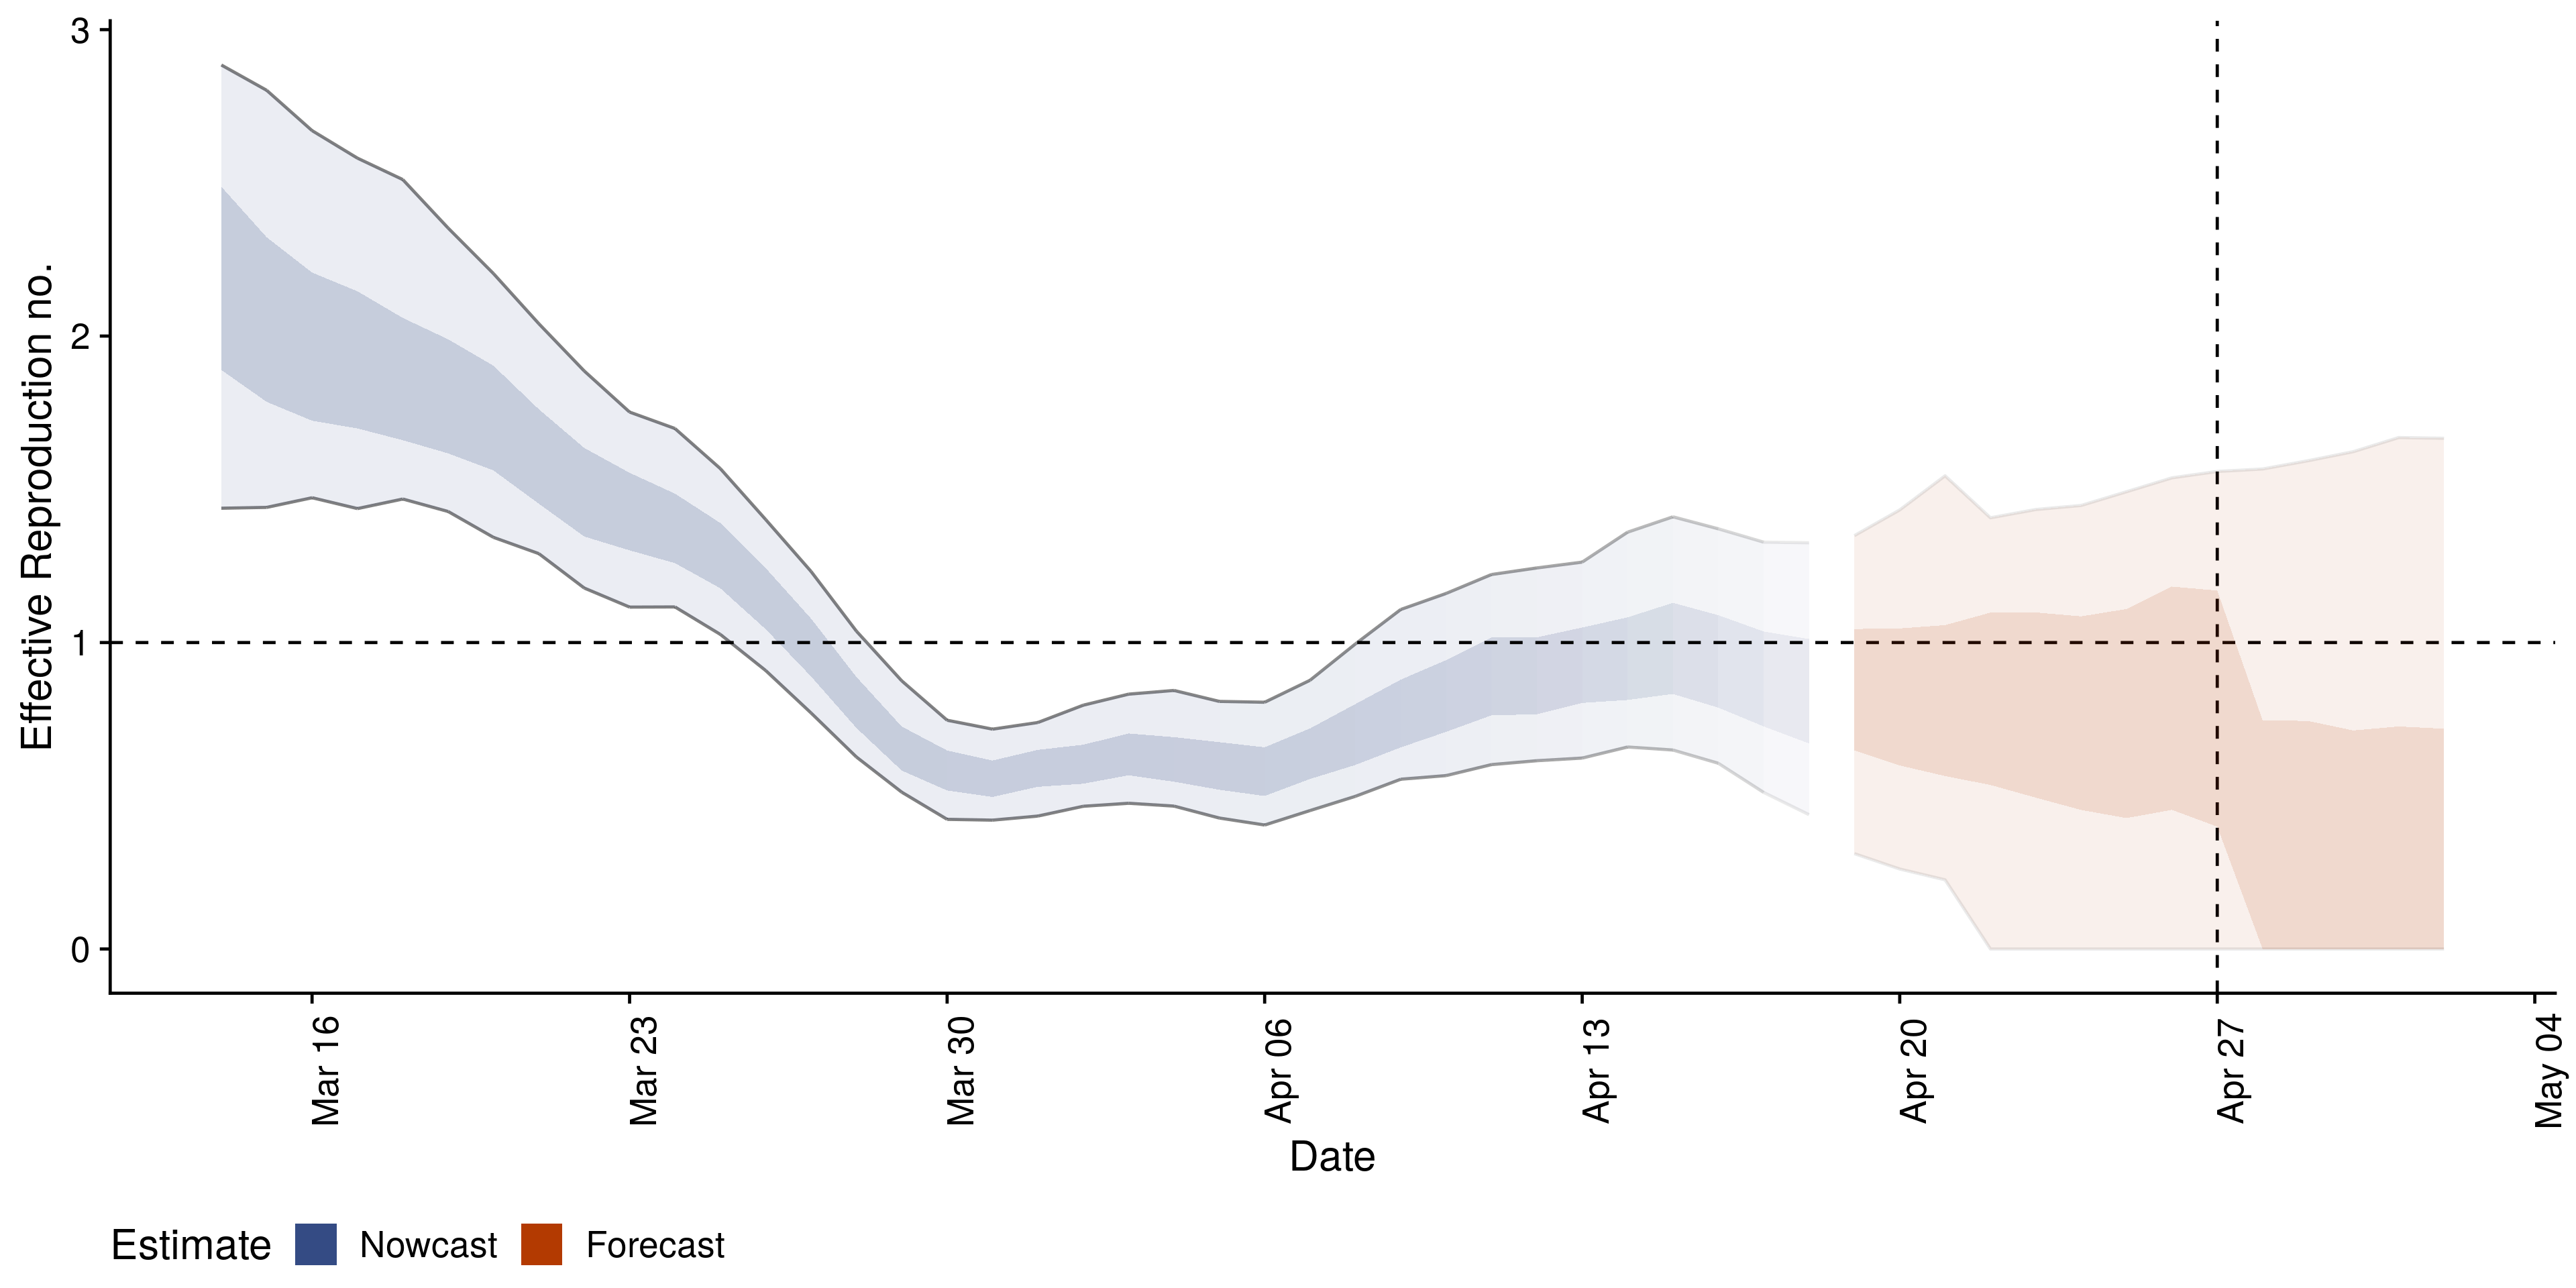 Effective Reproduction no.
3
2
1
0
Mar 16
Mar 23
Mar 30
Apr 06
Apr 13
Apr 20
Apr 27
May 04
Date
Estimate Nowcast Forecast